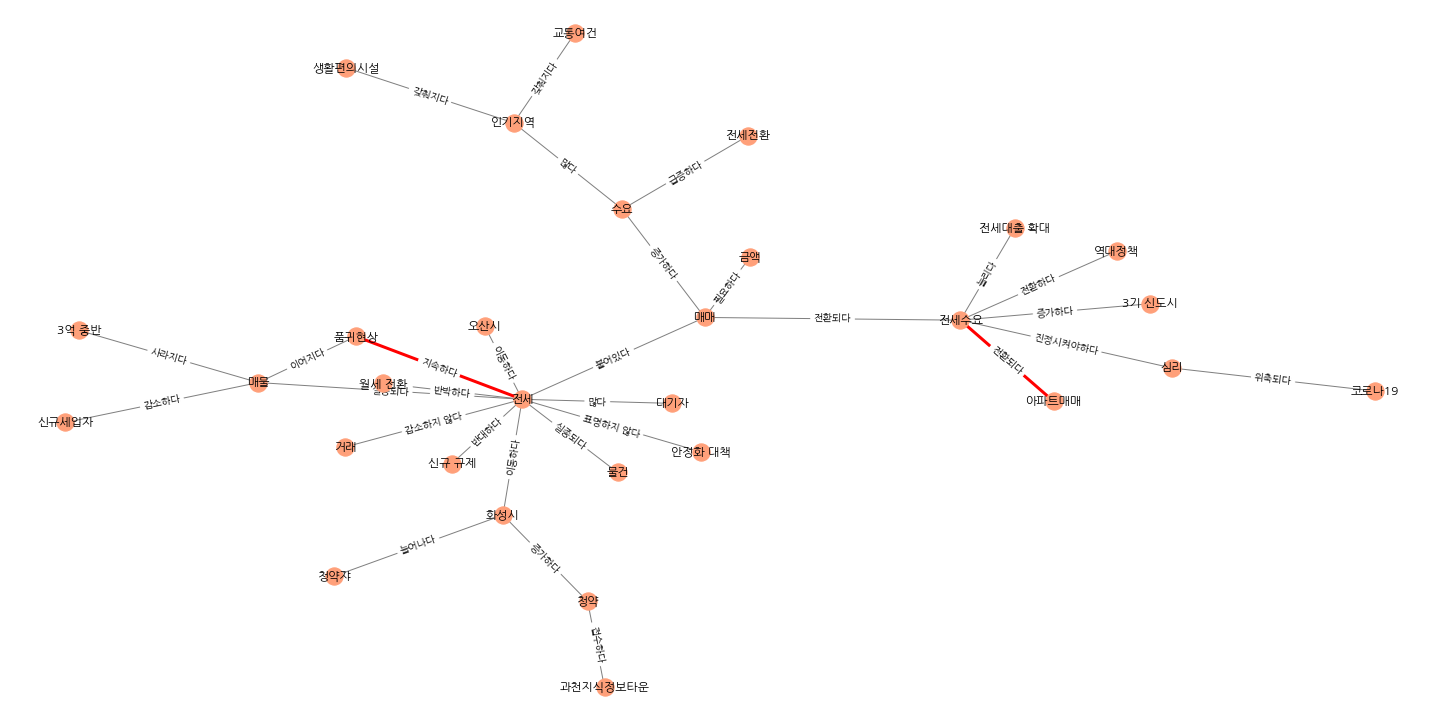 교통여건
생활편의시설
갖춰지다
갖춰지다
인기지역
전세전환
많다
급증하다
수요
전세대출 확대
역대정책
증가하다
금액
늘리다
전환하다
필요하다
3기 신도시
증가하다
매매
전환되다
전세수요
오산시
3억 중반
품귀현상
진정시켜야하다
사라지다
이어지다
이동하다
붙어있다
지속하다
전환되다
심리
위축되다
코로나19
매물
월세 전환
반박하다
전세
많다
대기자
아파트매매
감소하다
신규세입자
감소하지 않다
표명하지 않다
거래
반대하다
실종되다
안정화 대책
신규 규제
이동하다
물건
화성시
늘어나다
증가하다
청약쟈
청약
접수하다
과천지식정보타운